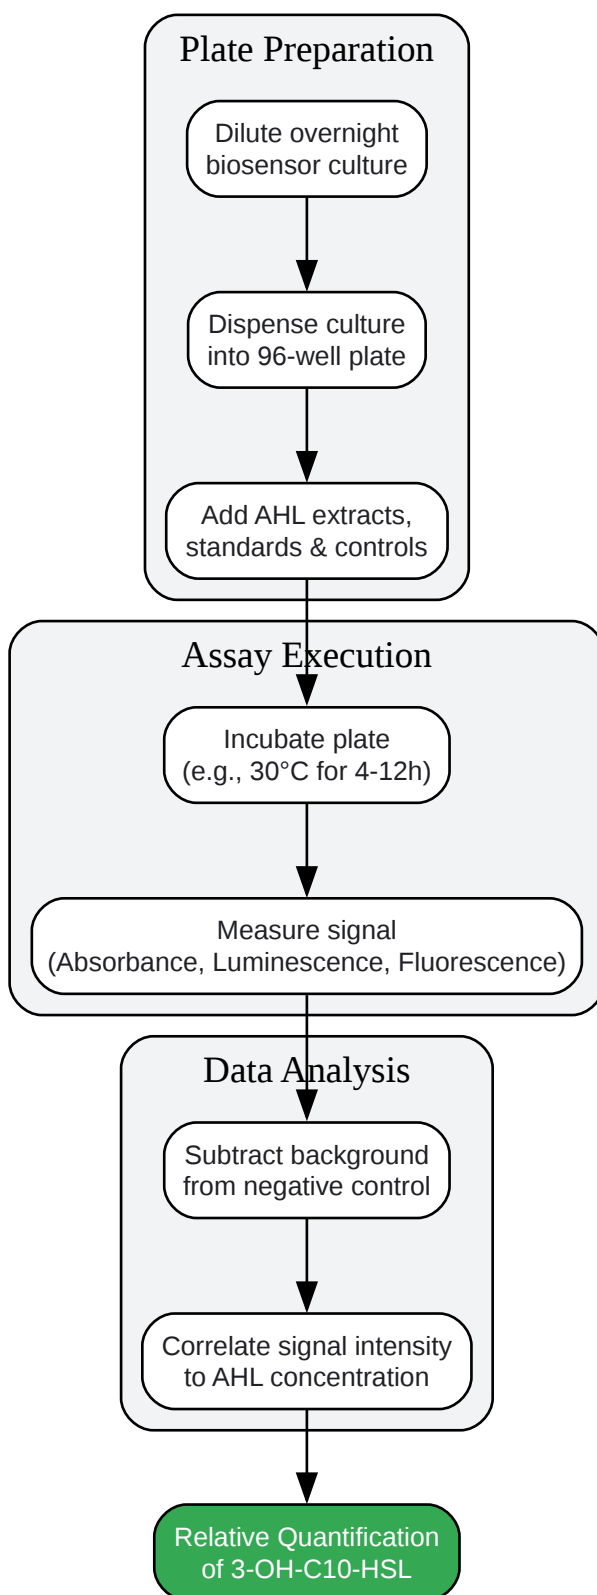 Plate Preparation
Dilute overnight
biosensor culture
Dispense culture
into 96-well plate
Add AHL extracts,
standards & controls
Assay Execution
Incubate plate
(e.g., 30°C for 4-12h)
Measure signal
(Absorbance, Luminescence, Fluorescence)
Data Analysis
Subtract background
from negative control
Correlate signal intensity
to AHL concentration
Relative Quantification
of 3-OH-C10-HSL